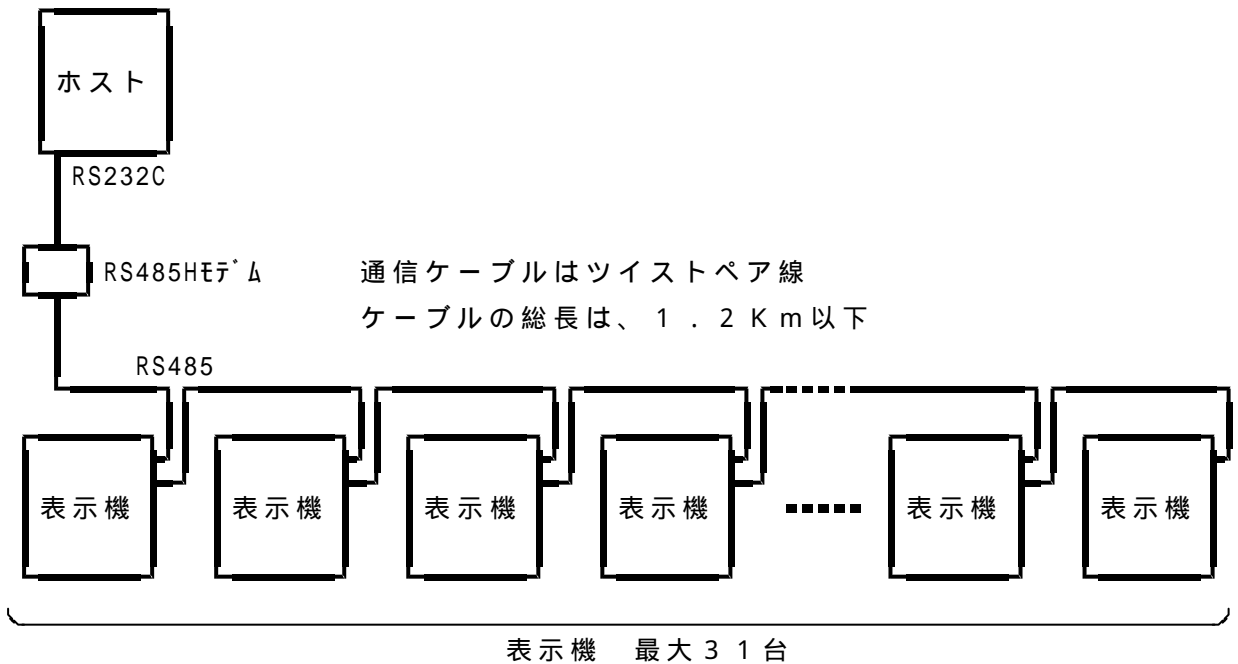 ホスト
RS232C
RS485Hﾓﾃﾞﾑ
通信ケーブルはツイストペア線
ケーブルの総長は、１．２Ｋｍ以下
RS485
表示機 表示機 表示機 表示機 表示機 表示機
表示機　最大３１台